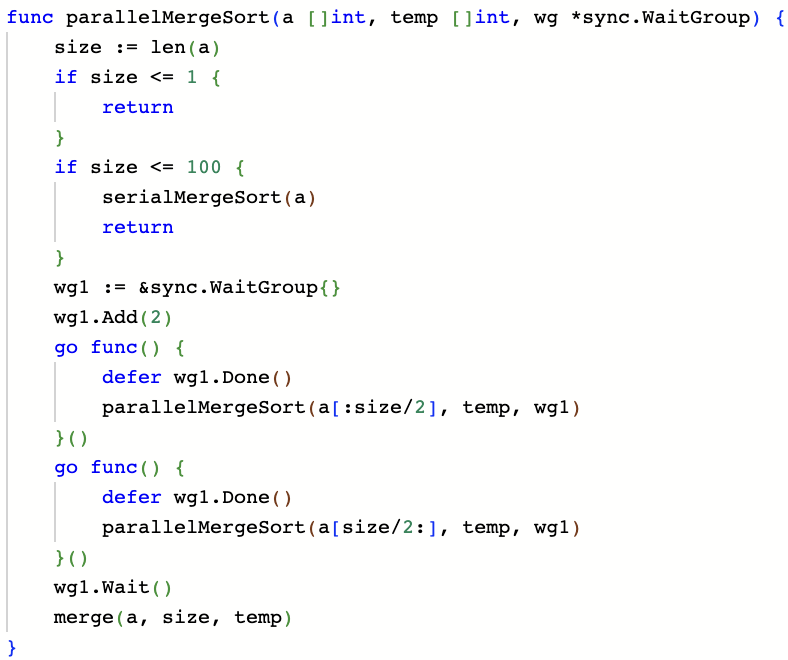 func parallelMergeSort(a []int, temp []int, wg *sync.WaitGroup) {
    size := len(a)
    if size <= 1 {
        return
    }
    if size <= 100 {
        serialMergeSort(a)
        return
    }
    wg1 := &sync.WaitGroup{}
    wg1.Add(2)
    go func() {
        defer wg1.Done()
        parallelMergeSort(a[:size/2], temp, wg1)
    }()
    go func() {
        defer wg1.Done()
        parallelMergeSort(a[size/2:], temp, wg1)
    }()
    wg1.Wait()
    merge(a, size, temp)
}